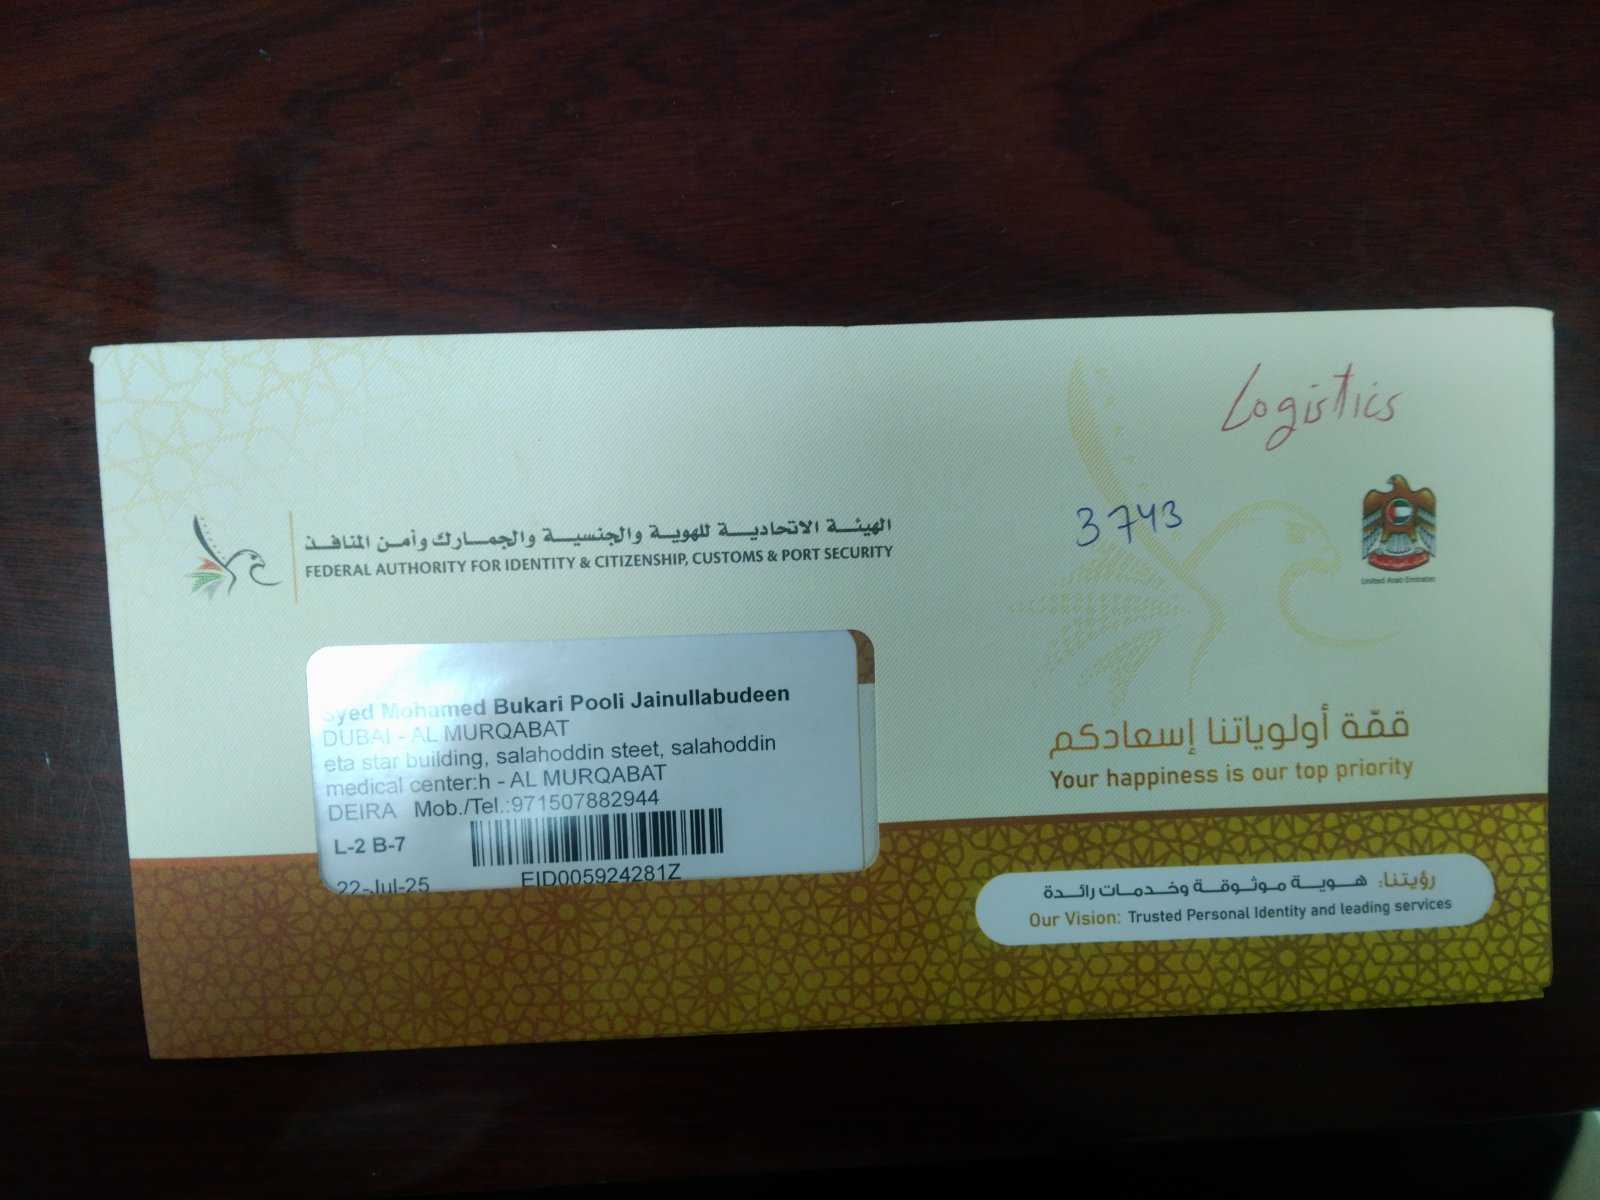 Logistics
3743
الهيئة الاتحادية للهوية والجنسية والجمارك وأمن المنافذ
FEDERAL AUTHORITY FOR IDENTITY & CITIZENSHIP, CUSTOMS & PORT SECURITY
United Arab Emirates
Syed Mohamed Bukari Pooli Jainullabudeen
DUBAI - AL MURQABAT
eta star building, salahoddin steet, salahoddin
medical center:h - AL MURQABAT
DEIRA Mob./Tel.:971507882944
L-2 B-7
22-Jul-25 EID005924281Z
قمّة أولوياتنا إسعادكم
Your happiness is our top priority
رؤيتنا: هوية موثوقة وخدمات رائدة
Our Vision: Trusted Personal Identity and leading services